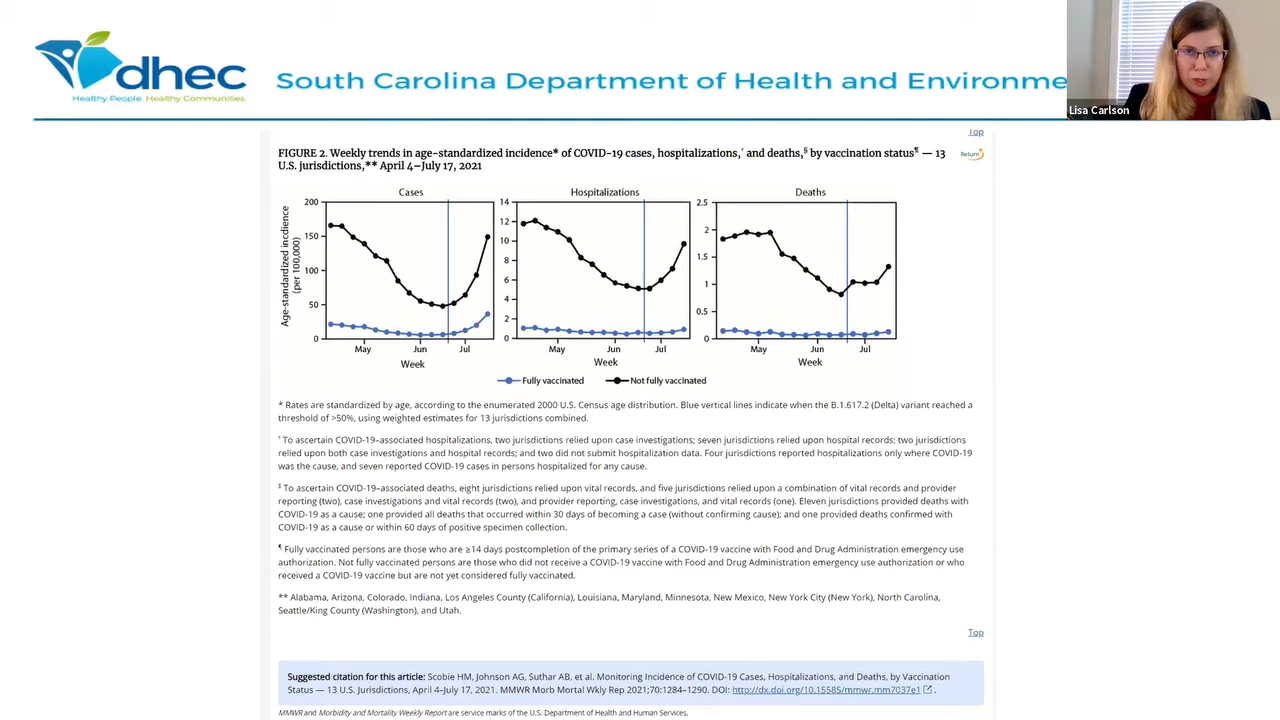 dhec
Healthy People. Healthy Communities.
South Carolina Department of Health and Environme
Lisa Carlson
Top
FIGURE 2. Weekly trends in age-standardized incidence* of COVID-19 cases, hospitalizations,† and deaths,§ by vaccination status¶ — 13
U.S. jurisdictions,** April 4–July 17, 2021
Return
Cases
Hospitalizations
Deaths
Age-standardized incdience
(per 100,000)
200
150
100
50
0
14
12
10
8
6
4
2
0
2.5
2
1.5
1
0.5
0
May Jun Jul
May Jun Jul
May Jun Jul
Week
Week
Week
Fully vaccinated Not fully vaccinated
* Rates are standardized by age, according to the enumerated 2000 U.S. Census age distribution. Blue vertical lines indicate when the B.1.617.2 (Delta) variant reached a
threshold of >50%, using weighted estimates for 13 jurisdictions combined.
† To ascertain COVID-19–associated hospitalizations, two jurisdictions relied upon case investigations; seven jurisdictions relied upon hospital records; two jurisdictions
relied upon both case investigations and hospital records; and two did not submit hospitalization data. Four jurisdictions reported hospitalizations only where COVID-19
was the cause, and seven reported COVID-19 cases in persons hospitalized for any cause.
§ To ascertain COVID-19–associated deaths, eight jurisdictions relied upon vital records, and five jurisdictions relied upon a combination of vital records and provider
reporting (two), case investigations and vital records (two), and provider reporting, case investigations, and vital records (one). Eleven jurisdictions provided deaths with
COVID-19 as a cause; one provided all deaths that occurred within 30 days of becoming a case (without confirming cause); and one provided deaths confirmed with
COVID-19 as a cause or within 60 days of positive specimen collection.
¶ Fully vaccinated persons are those who are ≥14 days postcompletion of the primary series of a COVID-19 vaccine with Food and Drug Administration emergency use
authorization. Not fully vaccinated persons are those who did not receive a COVID-19 vaccine with Food and Drug Administration emergency use authorization or who
received a COVID-19 vaccine but are not yet considered fully vaccinated.
** Alabama, Arizona, Colorado, Indiana, Los Angeles County (California), Louisiana, Maryland, Minnesota, New Mexico, New York City (New York), North Carolina,
Seattle/King County (Washington), and Utah.
Top
Suggested citation for this article: Scobie HM, Johnson AG, Suthar AB, et al. Monitoring Incidence of COVID-19 Cases, Hospitalizations, and Deaths, by Vaccination
Status — 13 U.S. Jurisdictions, April 4–July 17, 2021. MMWR Morb Mortal Wkly Rep 2021;70:1284–1290. DOI: http://dx.doi.org/10.15585/mmwr.mm7037e1 .
MMWR and Morbidity and Mortality Weekly Report are service marks of the U.S. Department of Health and Human Services.